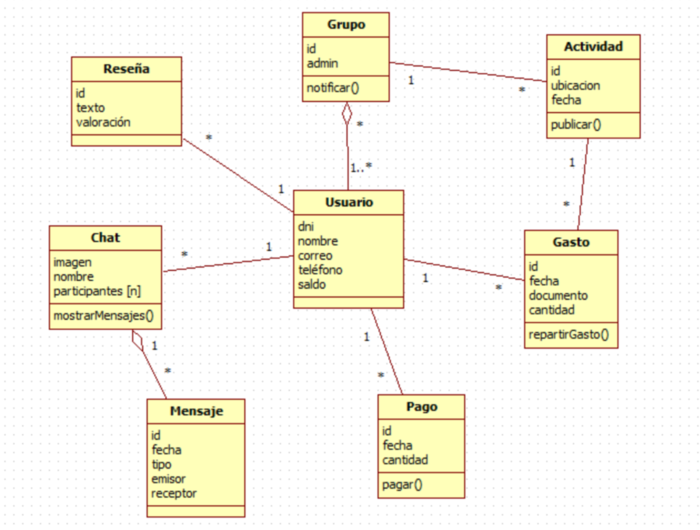 Grupo
id
admin
notificar()
1
*
Actividad
id
ubicacion
fecha
publicar()
Reseña
id
texto
valoración
*
1
*
1..*
Usuario
dni
nombre
correo
teléfono
saldo
1
*
Chat
imagen
nombre
participantes [n]
mostrarMensajes()
*
1
Gasto
id
fecha
documento
cantidad
repartirGasto()
1
*
1
*
Mensaje
id
fecha
tipo
emisor
receptor
1
*
Pago
id
fecha
cantidad
pagar()